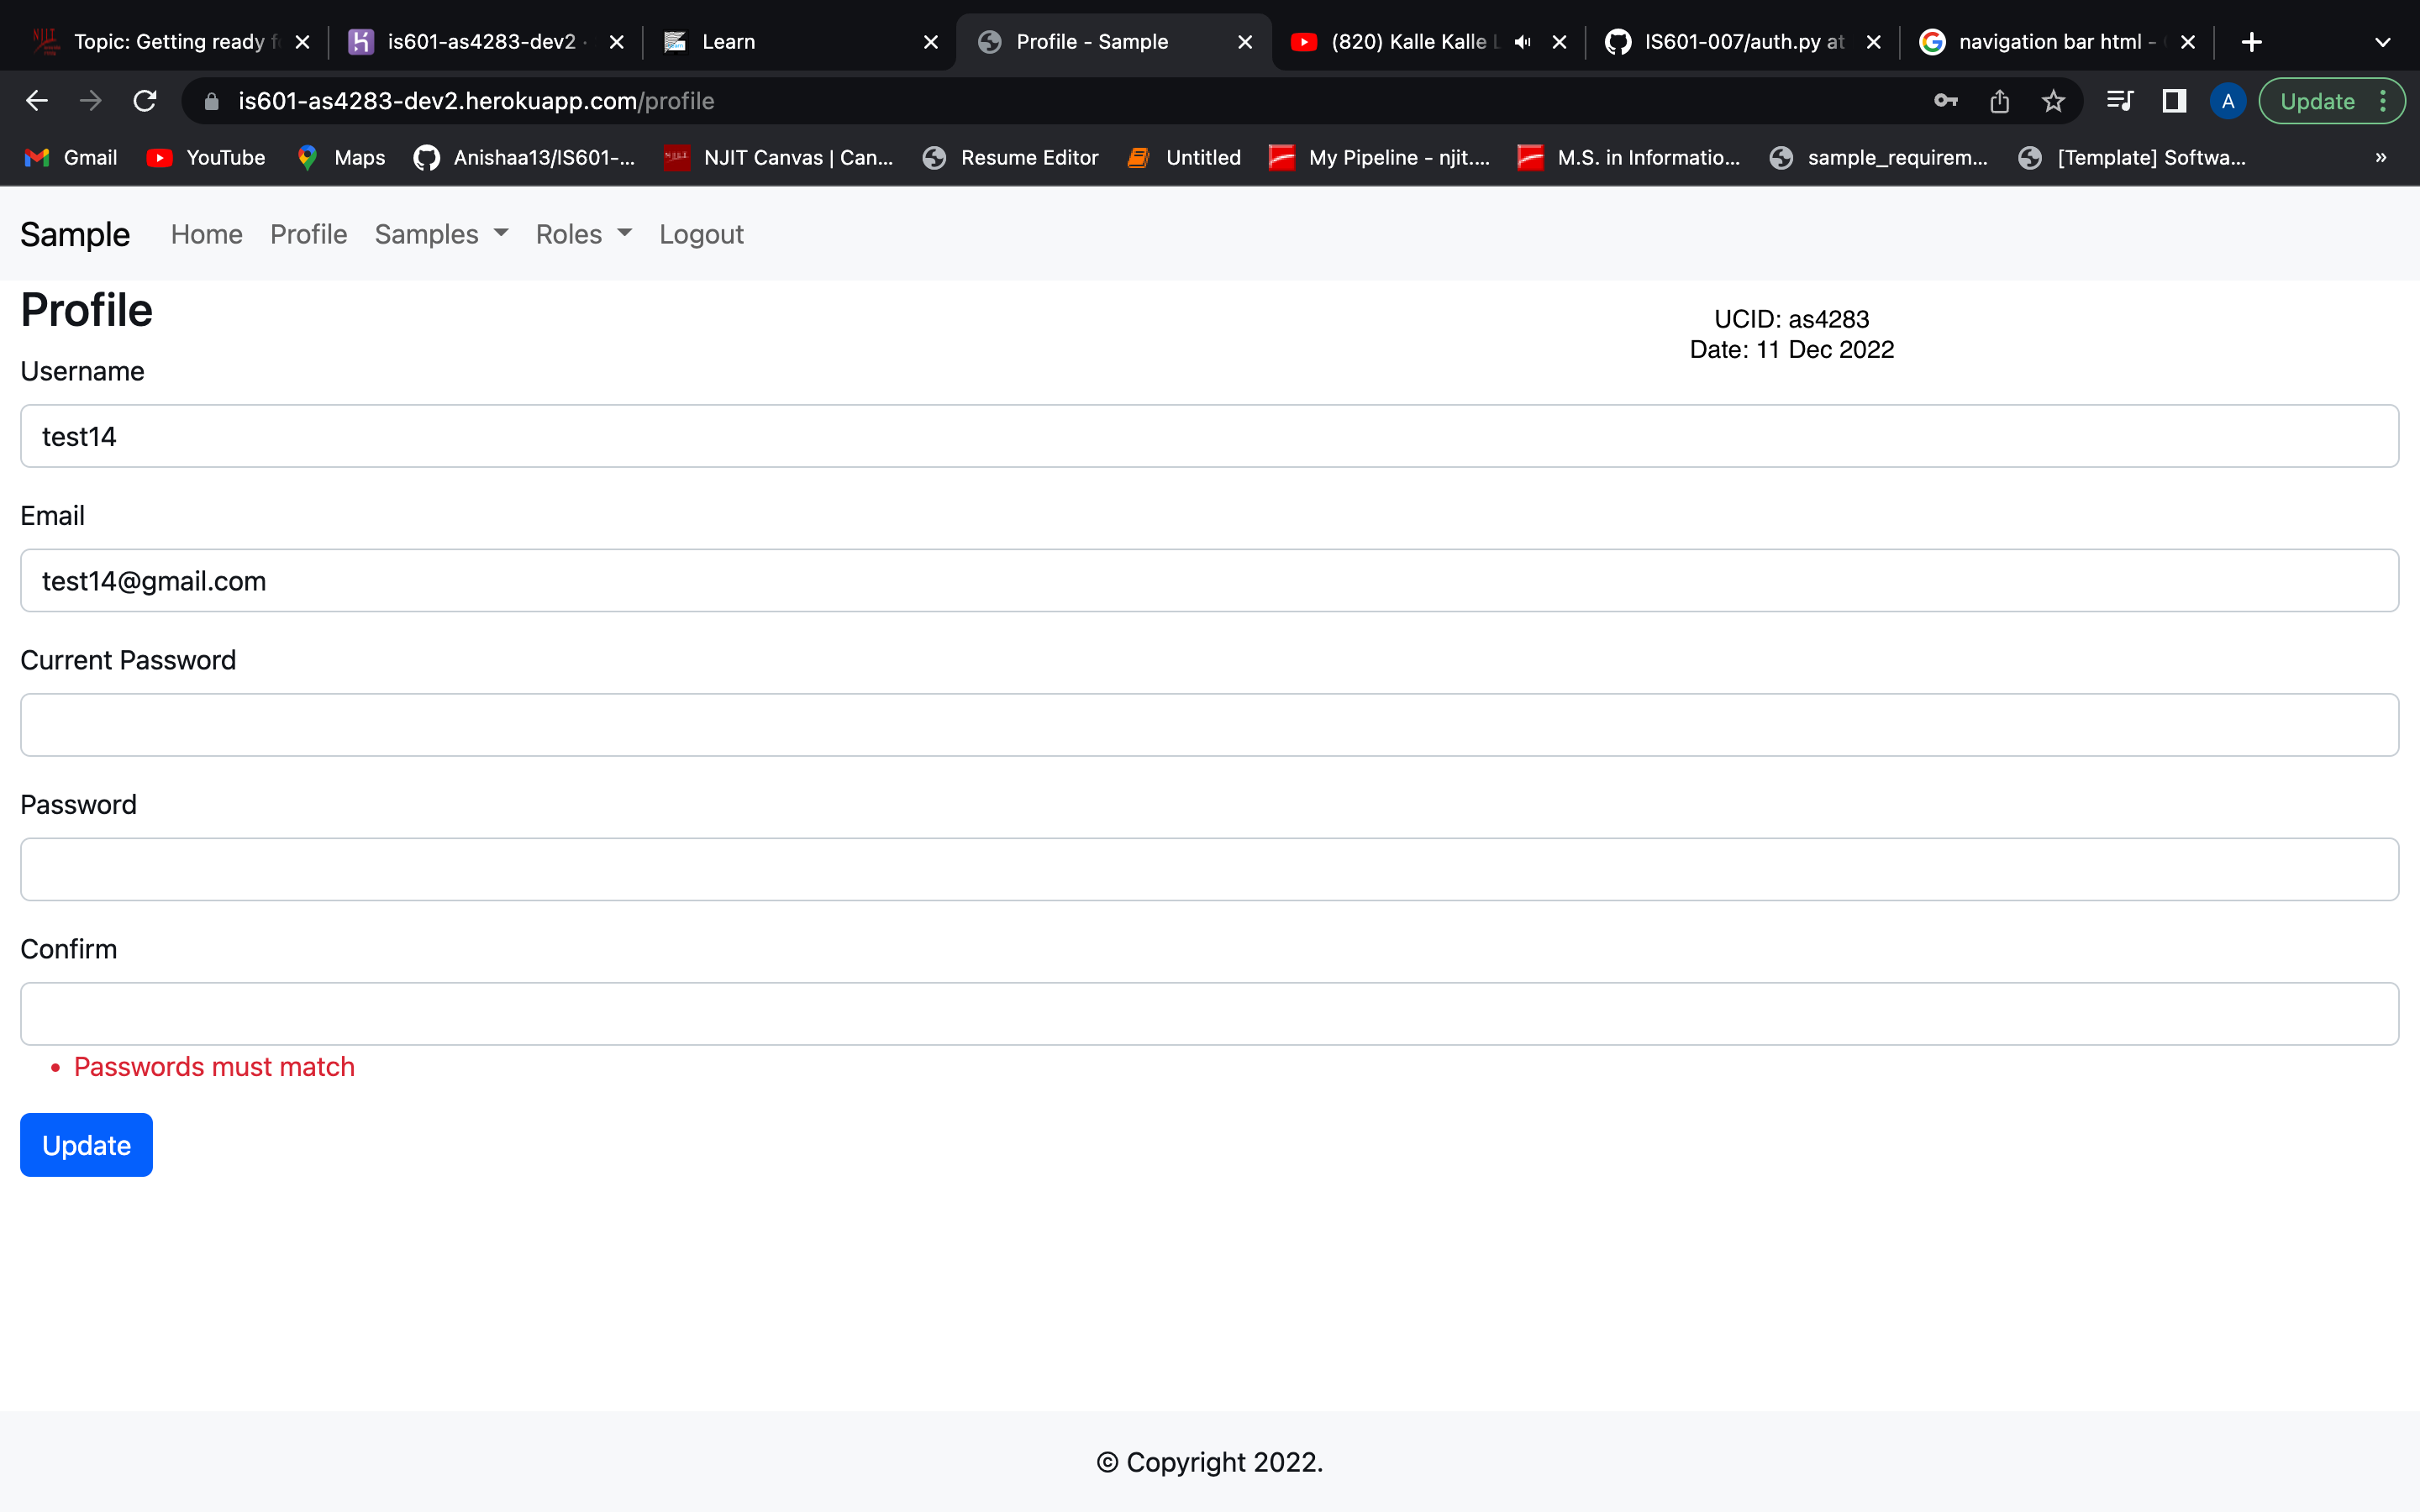 Topic: Getting ready f
is601-as4283-dev2 ·
Learn
Profile - Sample
(820) Kalle Kalle L
IS601-007/auth.py at
navigation bar html -
is601-as4283-dev2.herokuapp.com/profile
A
Update
Gmail
YouTube
Maps
Anishaa13/IS601-...
NJIT Canvas | Can...
Resume Editor
Untitled
My Pipeline - njit....
M.S. in Informatio...
sample_requirem...
[Template] Softwa...
»
Sample
Home
Profile
Samples
Roles
Logout
Profile
UCID: as4283
Date: 11 Dec 2022
Username
test14
Email
test14@gmail.com
Current Password
Password
Confirm
• Passwords must match
Update
© Copyright 2022.